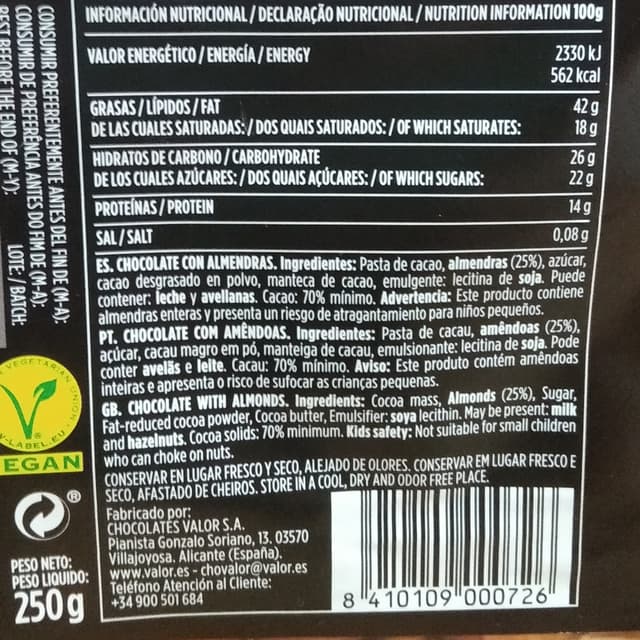 INFORMACIÓN NUTRICIONAL / DECLARAÇÃO NUTRICIONAL / NUTRITION INFORMATION 100g
VALOR ENERGÉTICO / ENERGÍA / ENERGY 2330 kJ
562 kcal
GRASAS / LÍPIDOS / FAT 42 g
DE LAS CUALES SATURADAS: / DOS QUAIS SATURADOS: / OF WHICH SATURATES: 18 g
HIDRATOS DE CARBONO / CARBOHYDRATE 26 g
DE LOS CUALES AZÚCARES: / DOS QUAIS AÇÚCARES: / OF WHICH SUGARS: 22 g
PROTEÍNAS / PROTEIN 14 g
SAL / SALT 0,08 g
ES. CHOCOLATE CON ALMENDRAS. Ingredientes: Pasta de cacao, almendras (25%), azúcar,
cacao desgrasado en polvo, manteca de cacao, emulgente: lecitina de soja. Puede
contener: leche y avellanas. Cacao: 70% mínimo. Advertencia: Este producto contiene
almendras enteras y presenta un riesgo de atragantamiento para niños pequeños.
PT. CHOCOLATE COM AMÊNDOAS. Ingredientes: Pasta de cacau, amêndoas (25%),
açúcar, cacau magro em pó, manteiga de cacau, emulsionante: lecitina de soja. Pode
conter avelãs e leite. Cacau: 70% mínimo. Aviso: Este produto contém amêndoas
inteiras e apresenta o risco de sufocar as crianças pequenas.
GB. CHOCOLATE WITH ALMONDS. Ingredients: Cocoa mass, Almonds (25%), Sugar,
Fat-reduced cocoa powder, Cocoa butter, Emulsifier: soya lecithin. May be present: milk
and hazelnuts. Cocoa solids: 70% minimum. Kids safety: Not suitable for small children
who can choke on nuts.
CONSERVAR EN LUGAR FRESCO Y SECO, ALEJADO DE OLORES. CONSERVAR EM LUGAR FRESCO E
SECO, AFASTADO DE CHEIROS. STORE IN A COOL, DRY AND ODOR FREE PLACE.
Fabricado por:
CHOCOLATES VALOR S.A.
Pianista Gonzalo Soriano, 13. 03570
Villajoyosa. Alicante (España).
www.valor.es - chovalor@valor.es
Teléfono Atención al Cliente:
+34 900 501 684
8 410109 000726
CONSUMIR PREFERENTEMENTE ANTES DEL FIN DE (M-A):
CONSUMIR DE PREFERÊNCIA ANTES DO FIM DE (M-A):
BEST BEFORE THE END OF (M-Y):
LOTE: / BATCH:
VEGETARIAN UNION
V-LABEL.EU
VEGAN
®
PESO NETO:
PESO LIQUIDO:
250 g